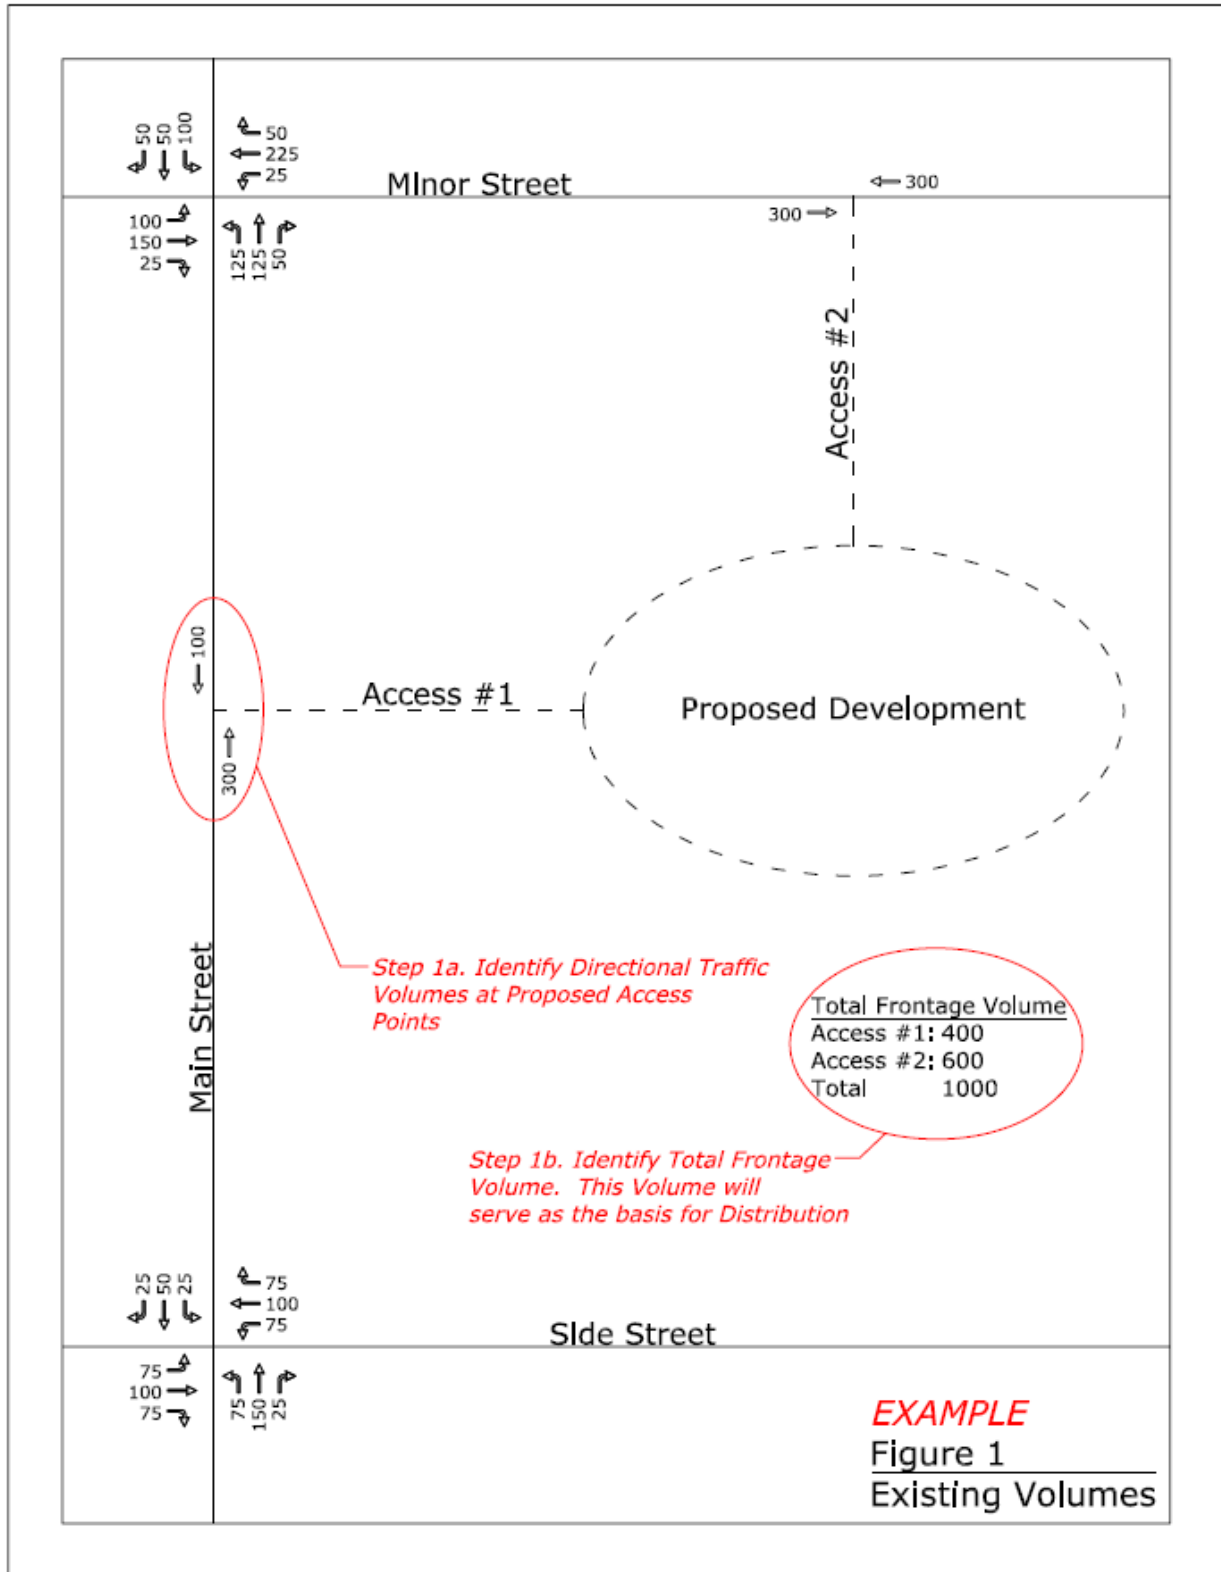 50 50 100
50
225
25
MInor Street
300
100
150
25
125 125 50
300
Access #2
100
Access #1
Proposed Development
300
Main Street
Step 1a. Identify Directional Traffic
Volumes at Proposed Access
Points
Total Frontage Volume
Access #1: 400
Access #2: 600
Total 1000
Step 1b. Identify Total Frontage
Volume. This Volume will
serve as the basis for Distribution
25 50 25
75
100
75
SIde Street
75
100
75
75 150 25
EXAMPLE
Figure 1
Existing Volumes